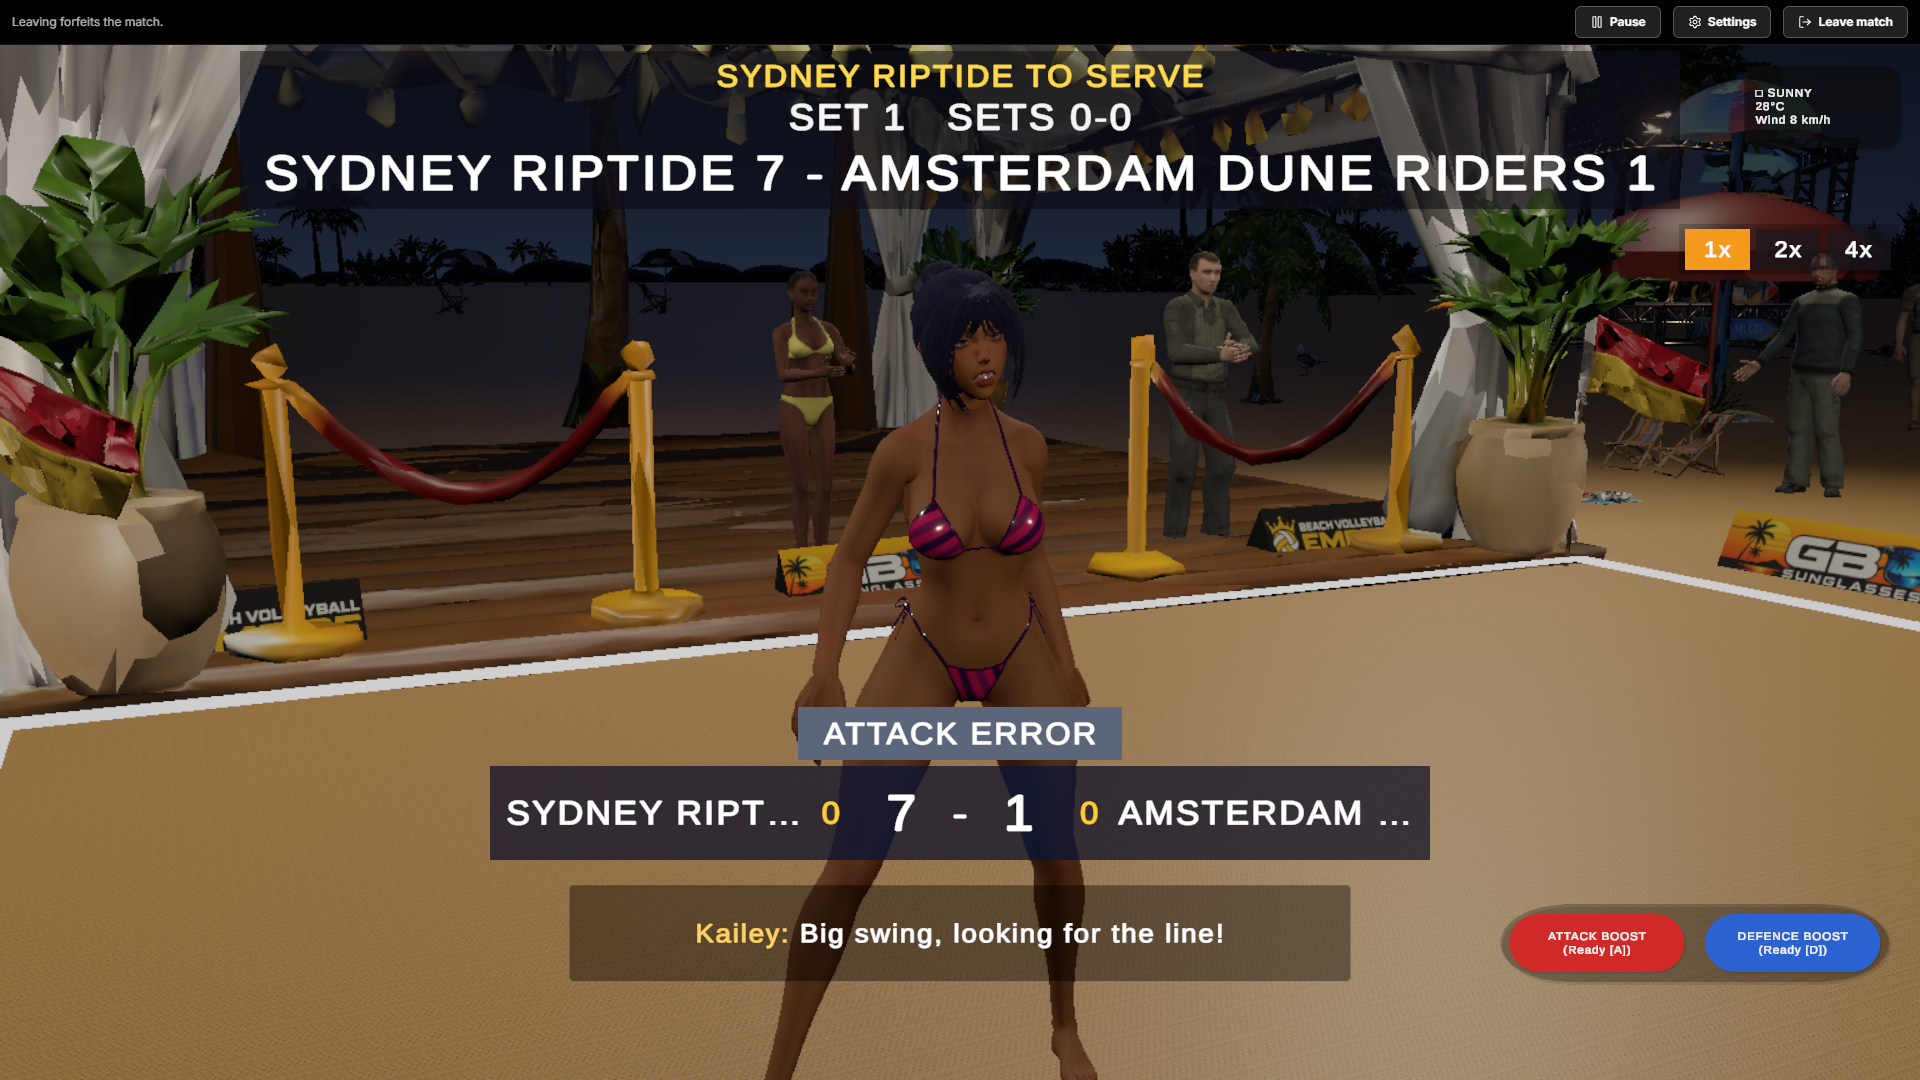 Leaving forfeits the match.
Pause
Settings
Leave match
SYDNEY RIPTIDE TO SERVE
SET 1 SETS 0-0
SYDNEY RIPTIDE 7 - AMSTERDAM DUNE RIDERS 1
SUNNY
28°C
Wind 8 km/h
1x 2x 4x
BEACH VOLLEYBALL
GB
SUNGLASSES
ATTACK ERROR
SYDNEY RIPT... 0 7 - 1 0 AMSTERDAM ...
Kailey: Big swing, looking for the line!
ATTACK BOOST
(Ready [A])
DEFENCE BOOST
(Ready [D])